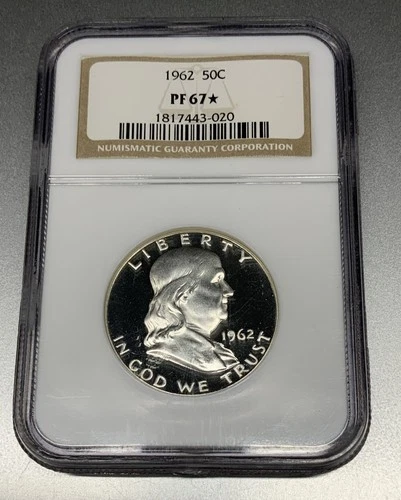 1962 50C
PF 67★
1817443-020
NUMISMATIC GUARANTY CORPORATION
LIBERTY
1962
IN GOD WE TRUST